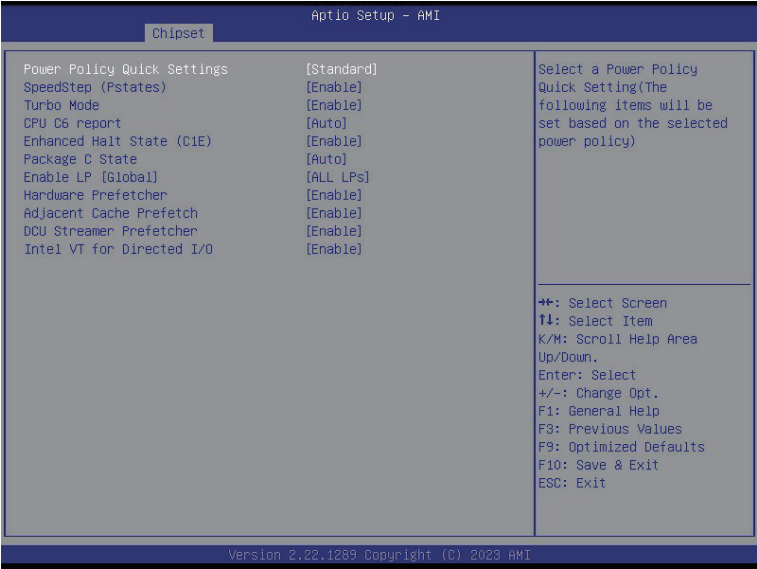 Aptio Setup – AMI
Chipset
Power Policy Quick Settings [Standard]
SpeedStep (Pstates) [Enable]
Turbo Mode [Enable]
CPU C6 report [Auto]
Enhanced Halt State (C1E) [Enable]
Package C State [Auto]
Enable LP [Global] [ALL LPs]
Hardware Prefetcher [Enable]
Adjacent Cache Prefetch [Enable]
DCU Streamer Prefetcher [Enable]
Intel VT for Directed I/O [Enable]
Select a Power Policy
Quick Setting(The
following items will be
set based on the selected
power policy)
→←: Select Screen
↑↓: Select Item
K/M: Scroll Help Area
Up/Down.
Enter: Select
+/-: Change Opt.
F1: General Help
F3: Previous Values
F9: Optimized Defaults
F10: Save & Exit
ESC: Exit
Version 2.22.1289 Copyright (C) 2023 AMI